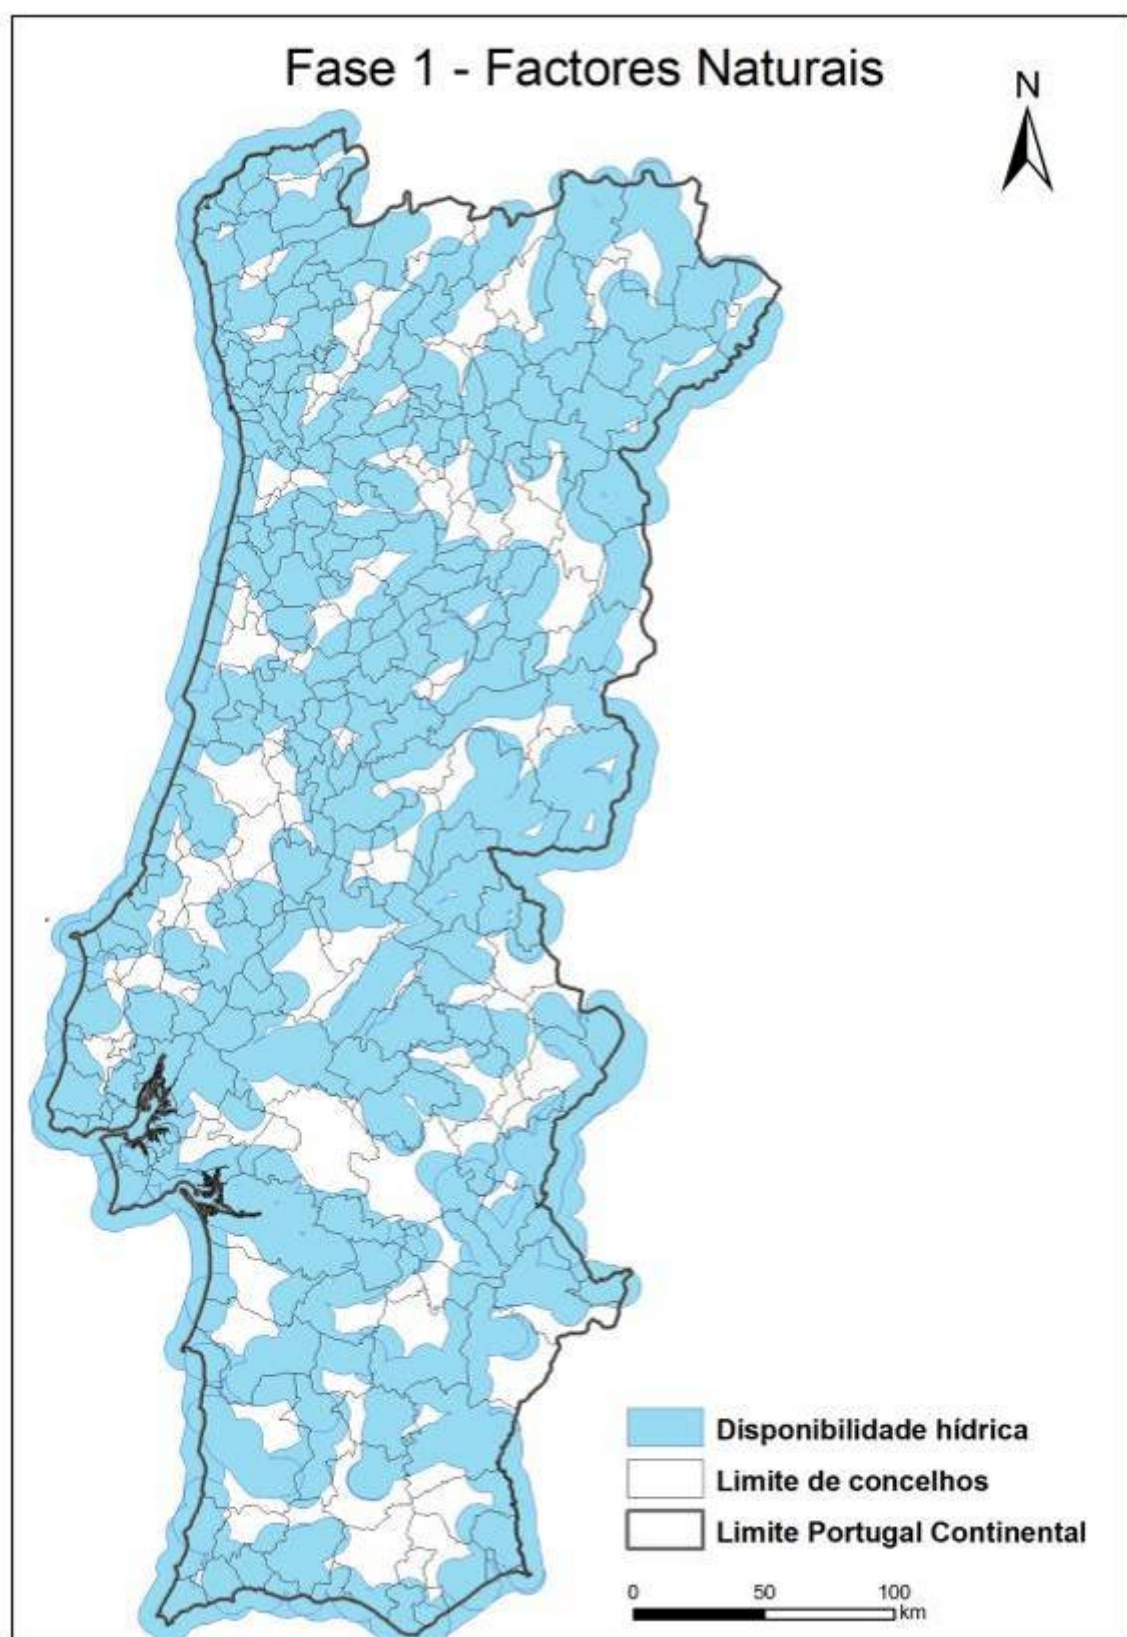 Fase 1 - Factores Naturais
N
Disponibilidade hídrica
Limite de concelhos
Limite Portugal Continental
0 50 100
km